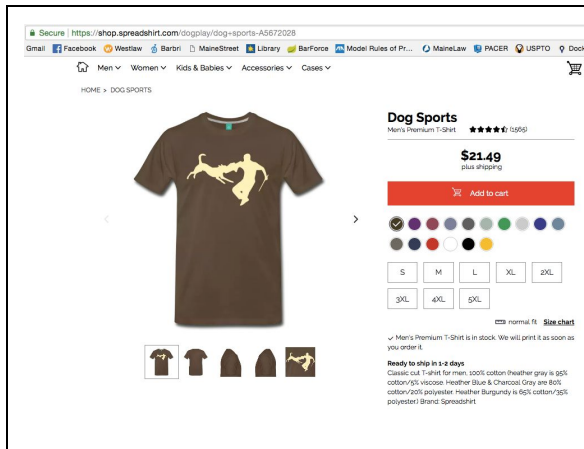 Secure | https://shop.spreadshirt.com/dogplay/dog+sports-A5672028
Gmail Facebook Westlaw Barbri MaineStreet Library BarForce Model Rules of Pr... MaineLaw PACER USPTO Dock
Men Women Kids & Babies Accessories Cases
HOME > DOG SPORTS
Dog Sports
Men's Premium T-Shirt (1565)
$21.49
plus shipping
Add to cart
S M L XL 2XL
3XL 4XL 5XL
normal fit Size chart
Men's Premium T-Shirt is in stock. We will print it as soon as
you order it.
Ready to ship in 1-2 days
Classic cut T-shirt for men, 100% cotton (heather gray is 95%
cotton/5% viscose. Heather Blue & Charcoal Gray are 80%
cotton/20% polyester. Heather Burgundy is 65% cotton/35%
polyester.) Brand: Spreadshirt